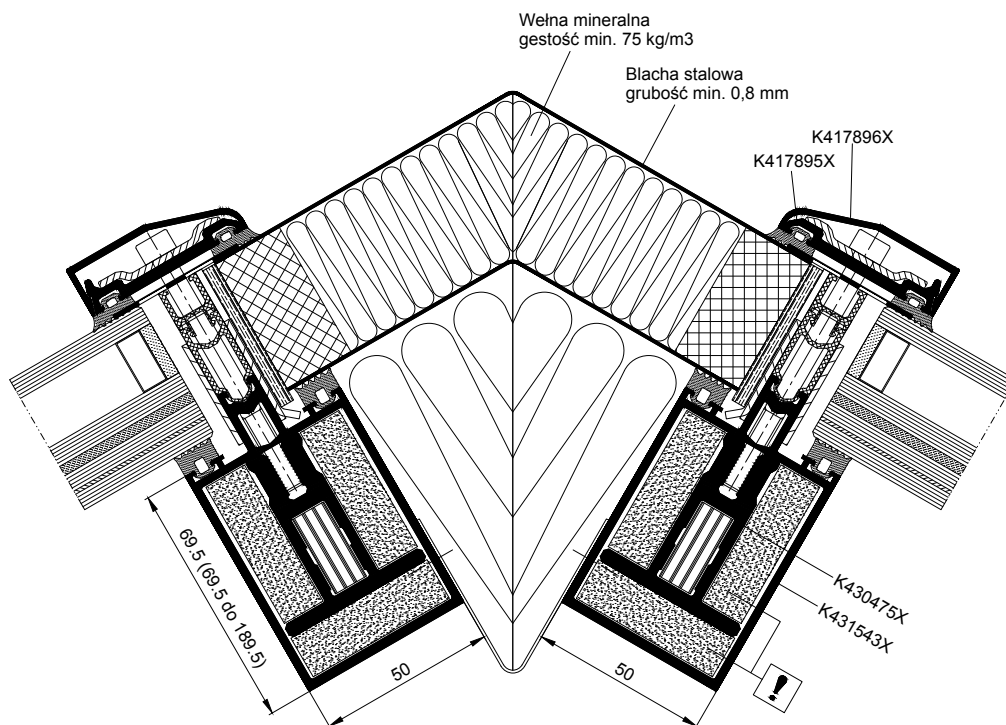 Wełna mineralna
gestość min. 75 kg/m3
Blacha stalowa
grubość min. 0,8 mm
K417896X
K417895X
69.5 (69.5 do 189.5)
50
50
K430475X
K431543X
!